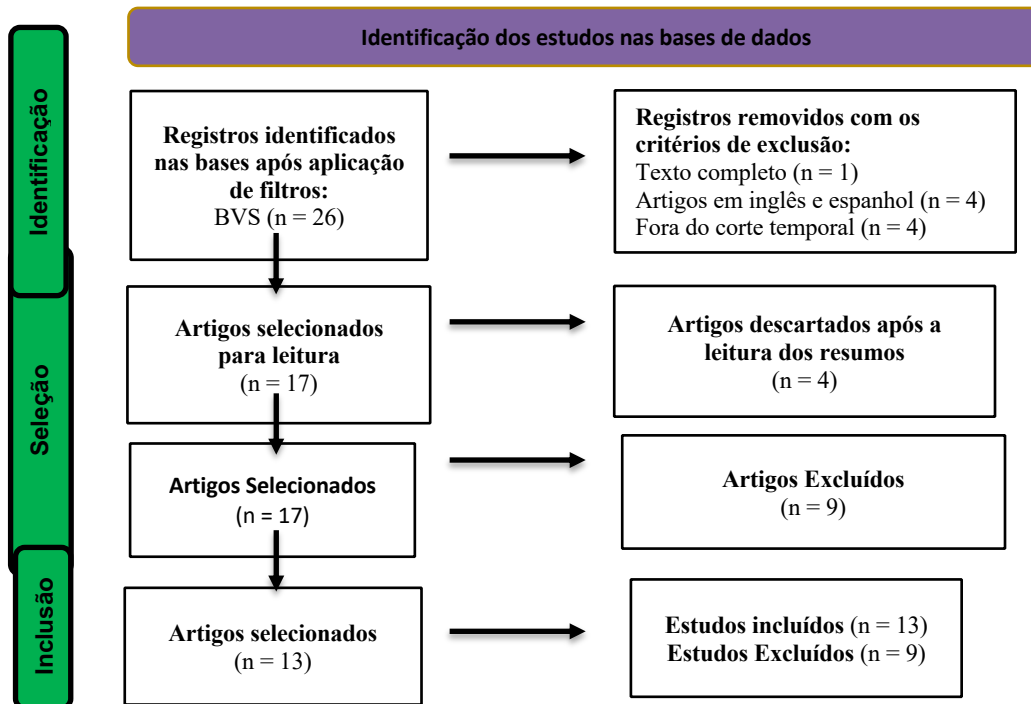 Identificação dos estudos nas bases de dados
Identificação
Registros identificados
nas bases após aplicação
de filtros:
BVS (n = 26)
Registros removidos com os
critérios de exclusão:
Texto completo (n = 1)
Artigos em inglês e espanhol (n = 4)
Fora do corte temporal (n = 4)
Seleção
Artigos selecionados
para leitura
(n = 17)
Artigos descartados após a
leitura dos resumos
(n = 4)
Artigos Selecionados
(n = 17)
Artigos Excluídos
(n = 9)
Inclusão
Artigos selecionados
(n = 13)
Estudos incluídos (n = 13)
Estudos Excluídos (n = 9)